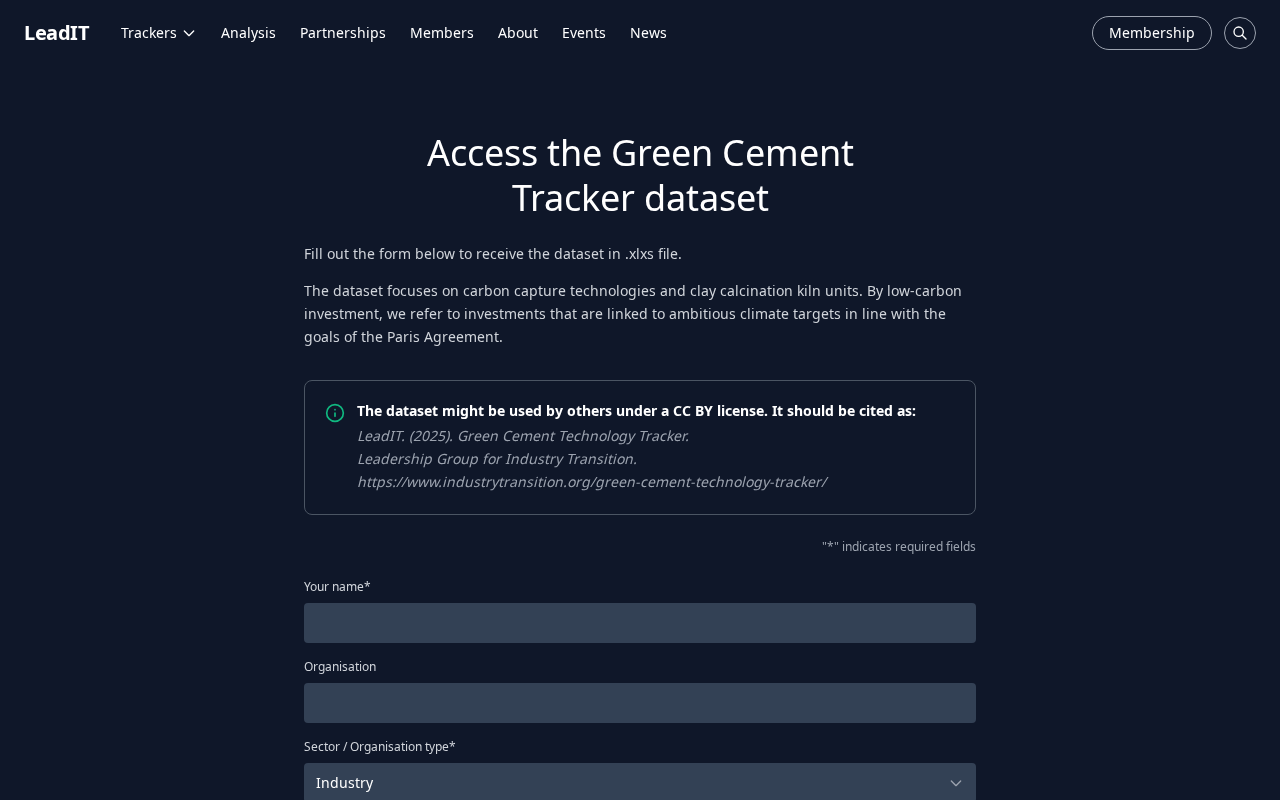 LeadIT
Trackers
Analysis
Partnerships
Members
About
Events
News
Membership
Access the Green Cement
Tracker dataset
Fill out the form below to receive the dataset in .xlxs file.
The dataset focuses on carbon capture technologies and clay calcination kiln units. By low-carbon
investment, we refer to investments that are linked to ambitious climate targets in line with the
goals of the Paris Agreement.
The dataset might be used by others under a CC BY license. It should be cited as:
LeadIT. (2025). Green Cement Technology Tracker.
Leadership Group for Industry Transition.
https://www.industrytransition.org/green-cement-technology-tracker/
"*" indicates required fields
Your name*
Organisation
Sector / Organisation type*
Industry